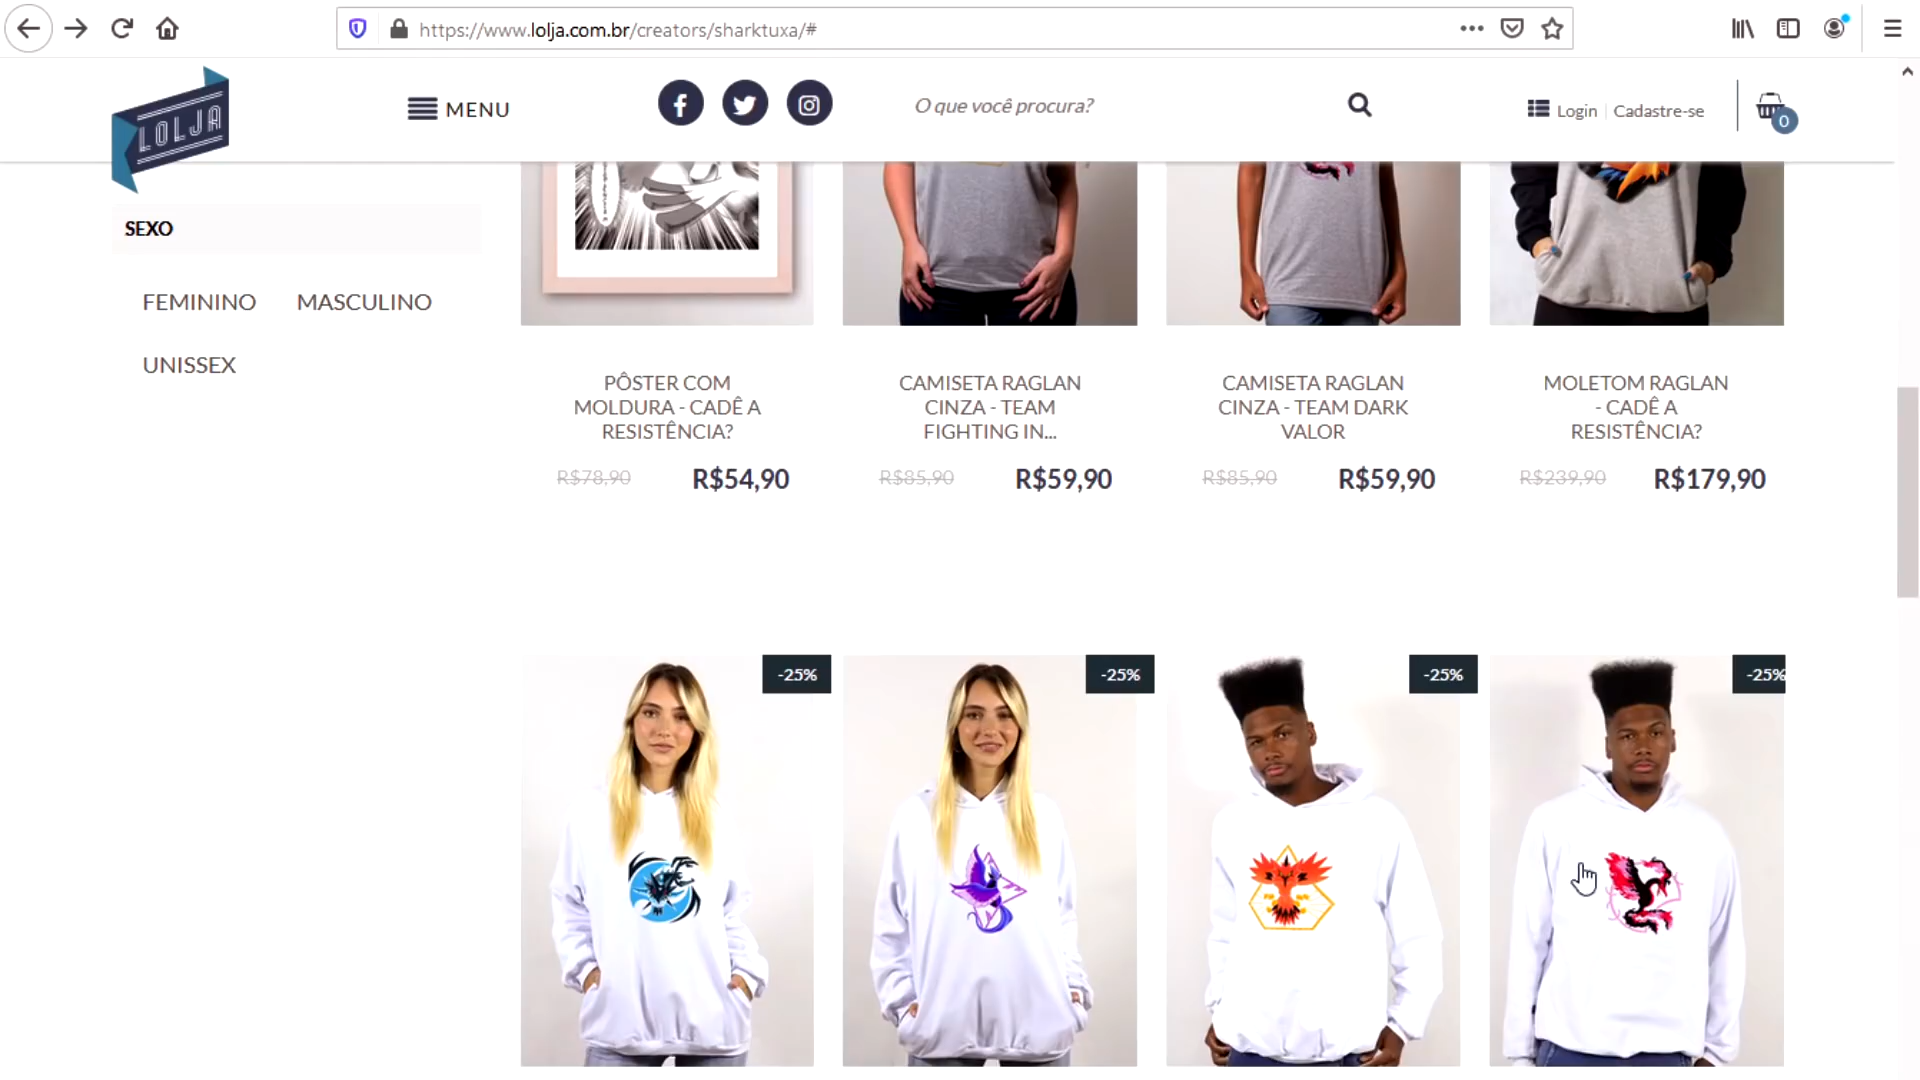 https://www.lolja.com.br/creators/sharktuxa/#
LOLJA
MENU
O que você procura?
Login | Cadastre-se
0
SEXO
FEMININO MASCULINO
UNISSEX
PÔSTER COM
MOLDURA - CADÊ A
RESISTÊNCIA?
R$78,90 R$54,90
CAMISETA RAGLAN
CINZA - TEAM
FIGHTING IN...
R$85,90 R$59,90
CAMISETA RAGLAN
CINZA - TEAM DARK
VALOR
R$85,90 R$59,90
MOLETOM RAGLAN
- CADÊ A
RESISTÊNCIA?
R$239,90 R$179,90
-25%
-25%
-25%
-25%